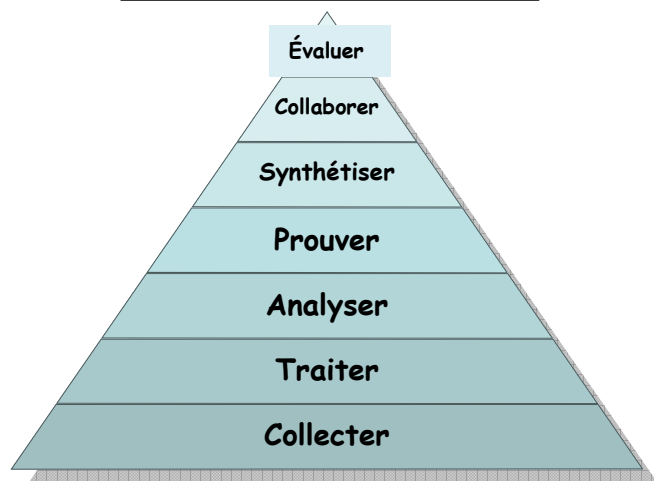 Évaluer
Collaborer
Synthétiser
Prouver
Analyser
Traiter
Collecter